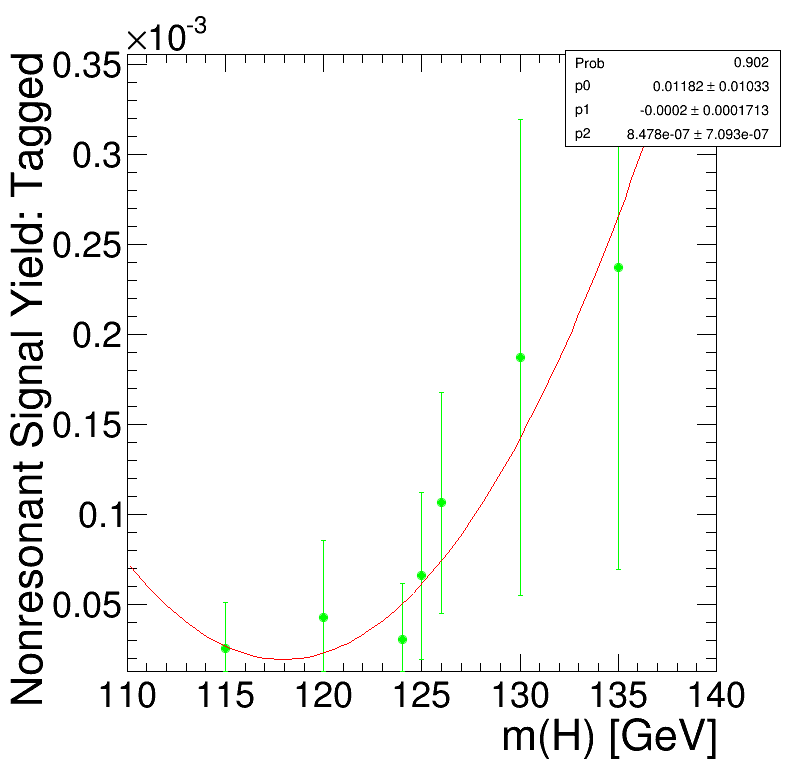 ×10⁻³
Prob 0.902
p0 0.01182 ± 0.01033
p1 -0.0002 ± 0.0001713
p2 8.478e-07 ± 7.093e-07
Nonresonant Signal Yield: Tagged
0.35
0.3
0.25
0.2
0.15
0.1
0.05
110 115 120 125 130 135 140
m(H) [GeV]